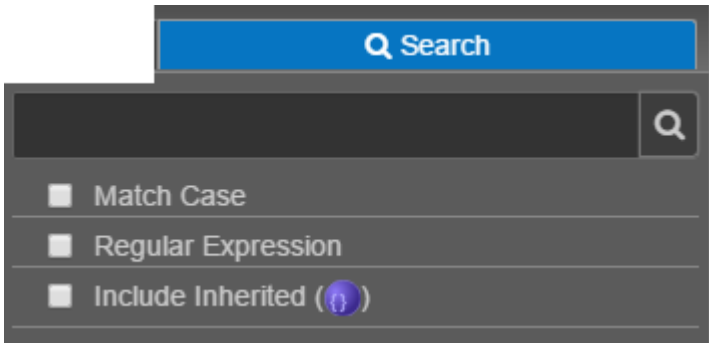 Search
Match Case
Regular Expression
Include Inherited ({})